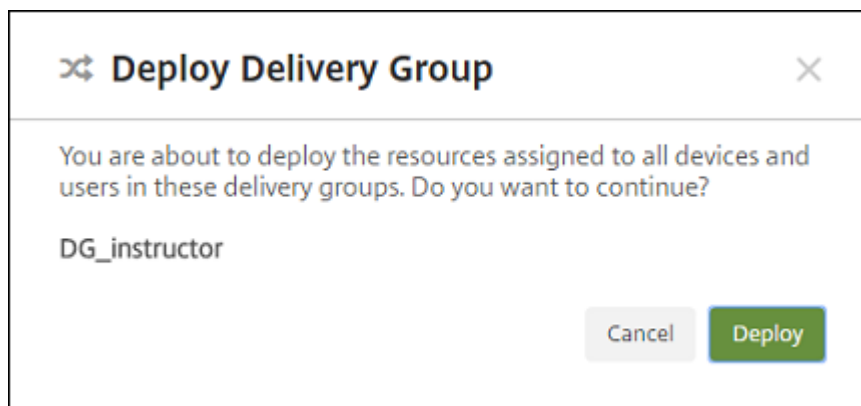 Deploy Delivery Group
You are about to deploy the resources assigned to all devices and
users in these delivery groups. Do you want to continue?
DG_instructor
Cancel Deploy